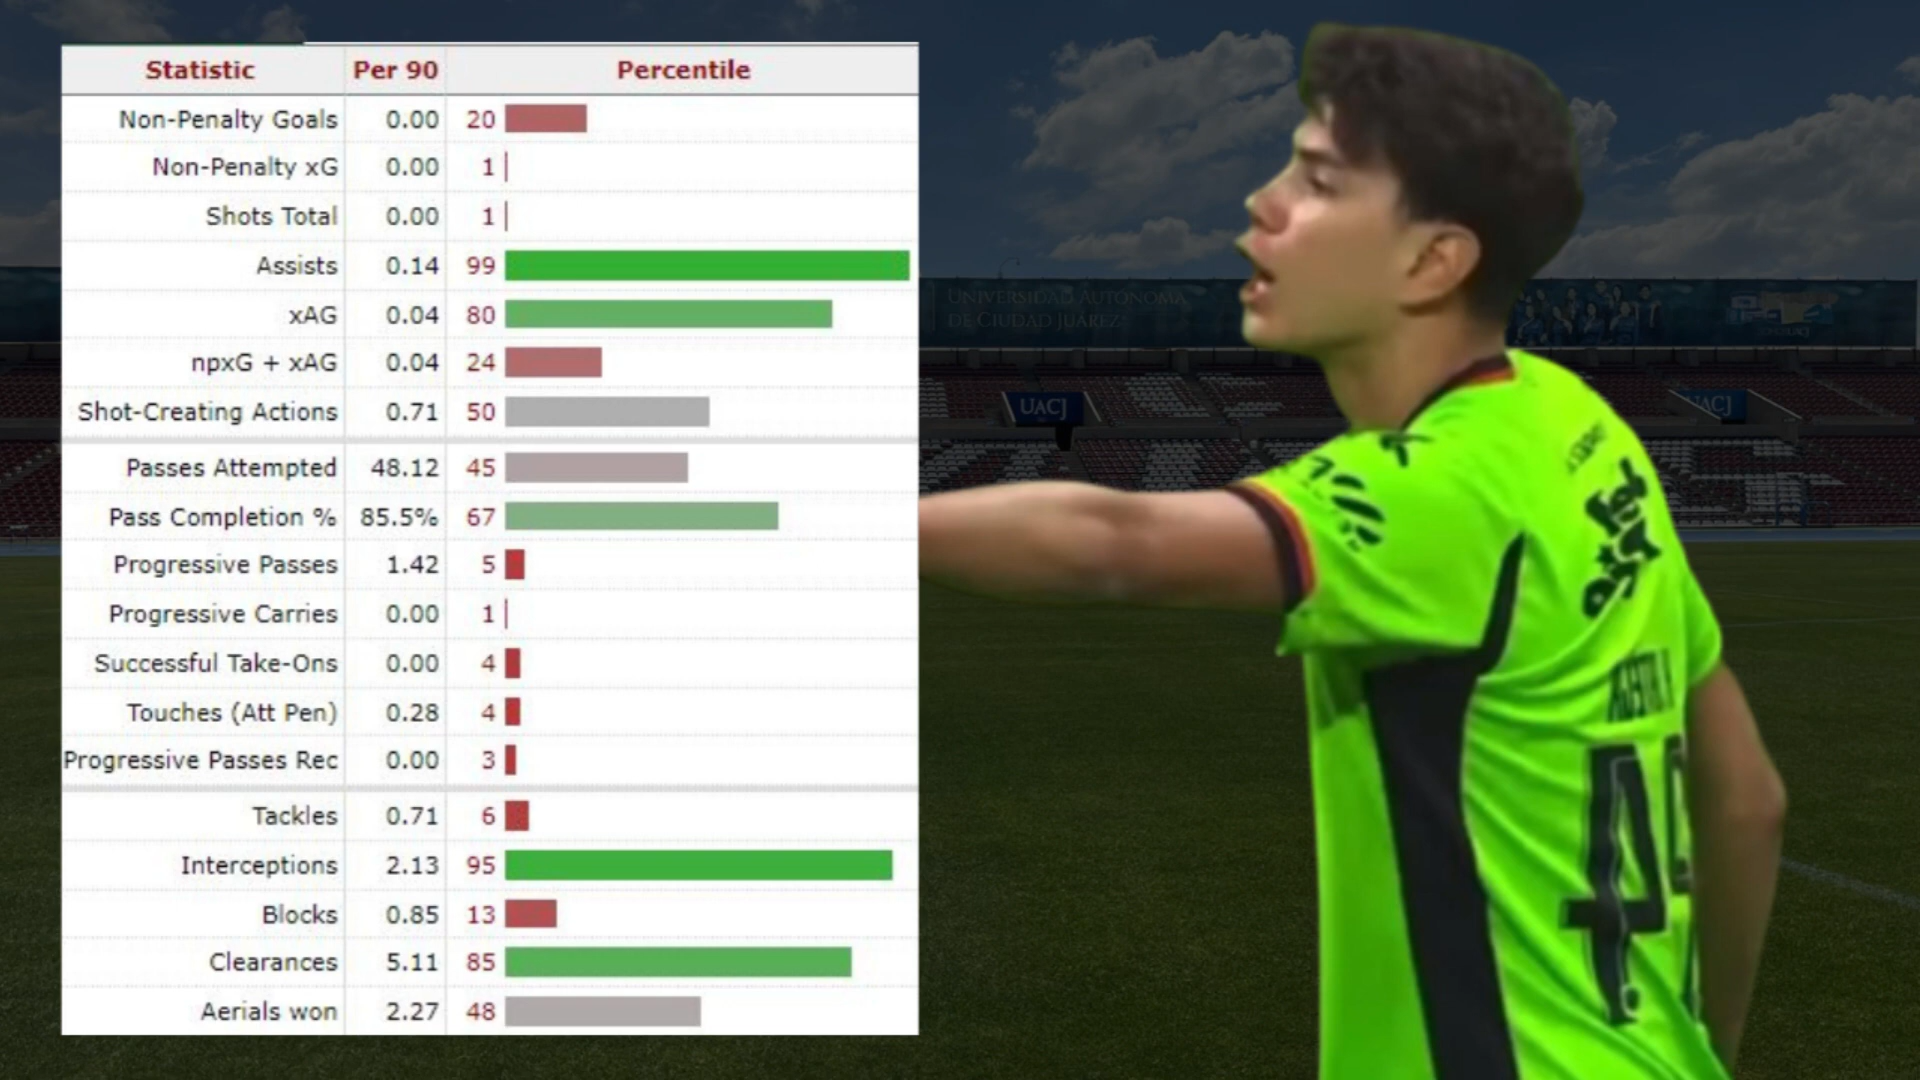 Statistic Per 90 Percentile
Non-Penalty Goals 0.00 20
Non-Penalty xG 0.00 1
Shots Total 0.00 1
Assists 0.14 99
xAG 0.04 80
npxG + xAG 0.04 24
Shot-Creating Actions 0.71 50
Passes Attempted 48.12 45
Pass Completion % 85.5% 67
Progressive Passes 1.42 5
Progressive Carries 0.00 1
Successful Take-Ons 0.00 4
Touches (Att Pen) 0.28 4
Progressive Passes Rec 0.00 3
Tackles 0.71 6
Interceptions 2.13 95
Blocks 0.85 13
Clearances 5.11 85
Aerials won 2.27 48
UNIVERSIDAD AUTÓNOMA
DE CIUDAD JUÁREZ
UACJ
UACJ